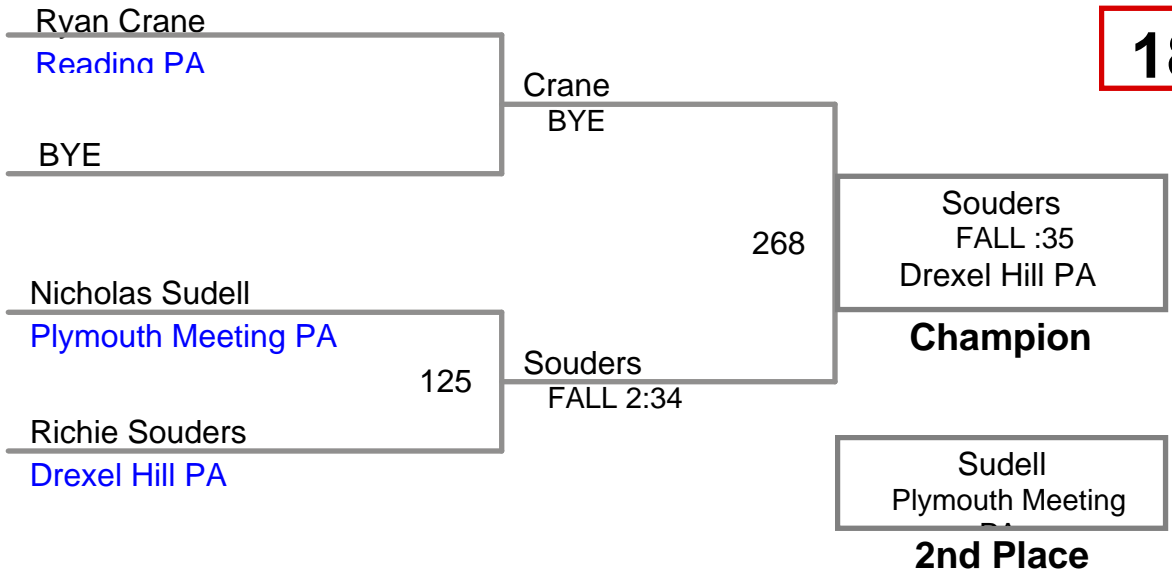 Ryan Crane
Reading PA
BYE
Crane
BYE
Nicholas Sudell
Plymouth Meeting PA
125
Richie Souders
Drexel Hill PA
Souders
FALL 2:34
268
Souders
FALL :35
Drexel Hill PA
Champion
Sudell
Plymouth Meeting
2nd Place